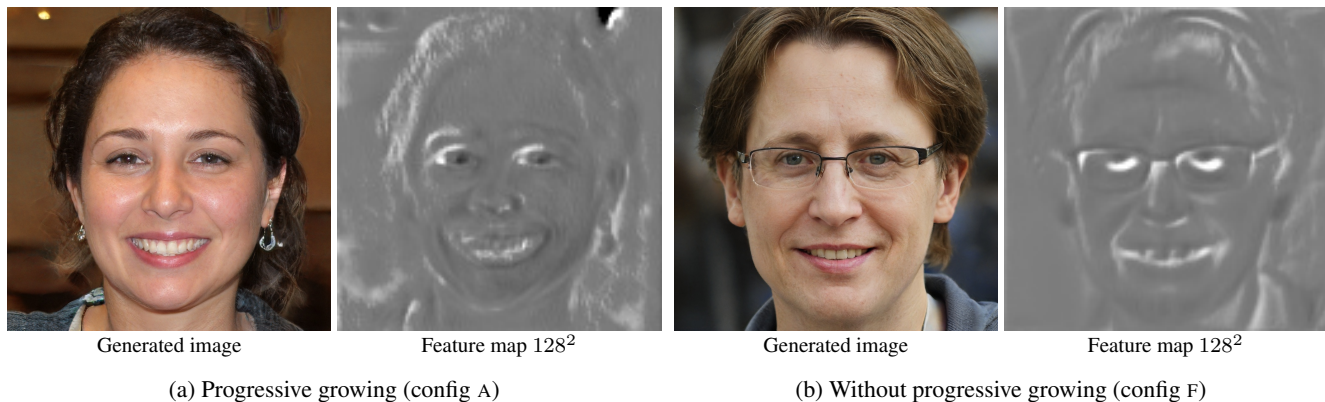 Generated image
Feature map 128²
Generated image
Feature map 128²
(a) Progressive growing (config A)
(b) Without progressive growing (config F)